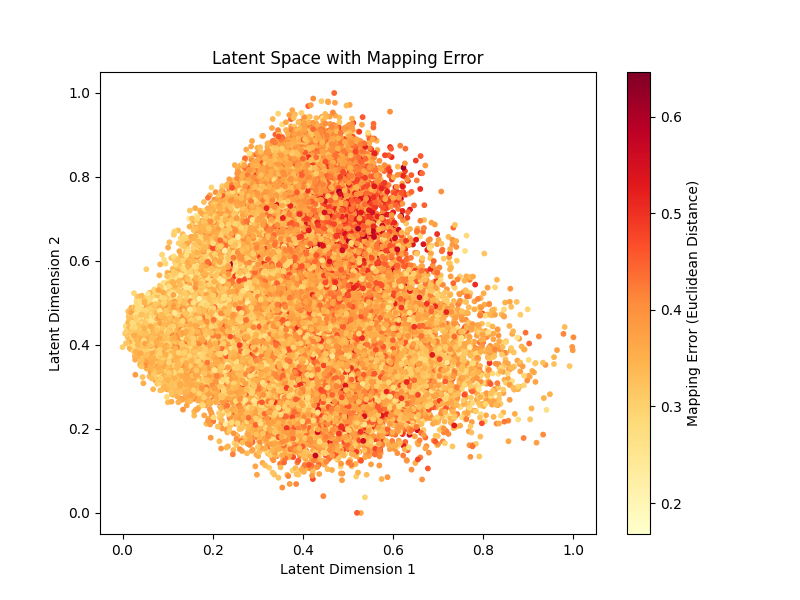 Latent Space with Mapping Error
1.0
0.8
0.6
0.4
0.2
0.0
Latent Dimension 2
0.0 0.2 0.4 0.6 0.8 1.0
Latent Dimension 1
0.6
0.5
0.4
0.3
0.2
Mapping Error (Euclidean Distance)